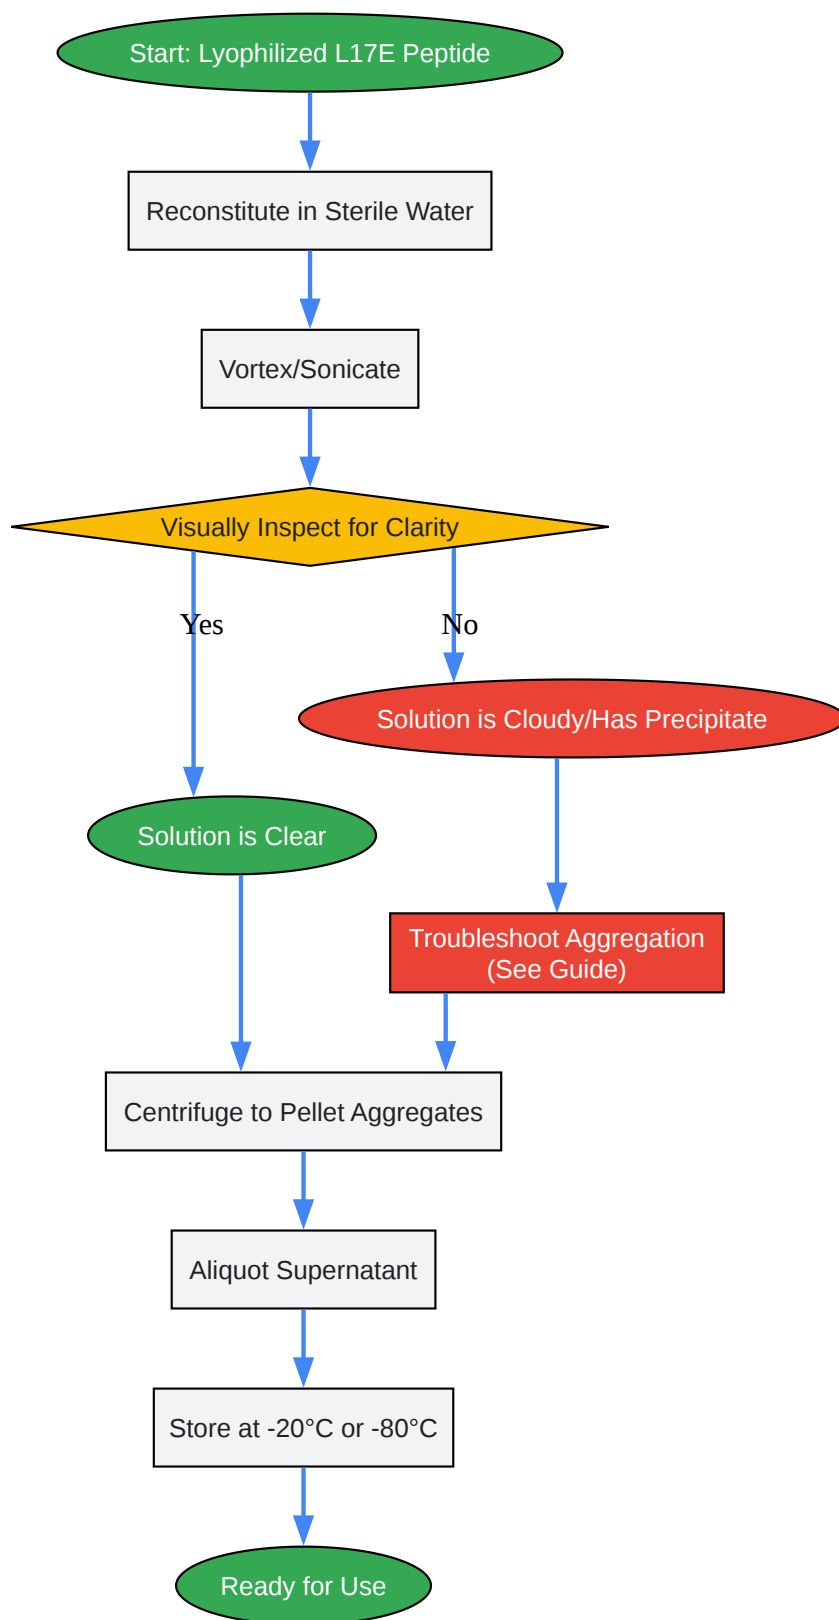 Start: Lyophilized L17E Peptide
Reconstitute in Sterile Water
Vortex/Sonicate
Visually Inspect for Clarity
Yes
No
Solution is Cloudy/Has Precipitate
Solution is Clear
Troubleshoot Aggregation
(See Guide)
Centrifuge to Pellet Aggregates
Aliquot Supernatant
Store at -20°C or -80°C
Ready for Use